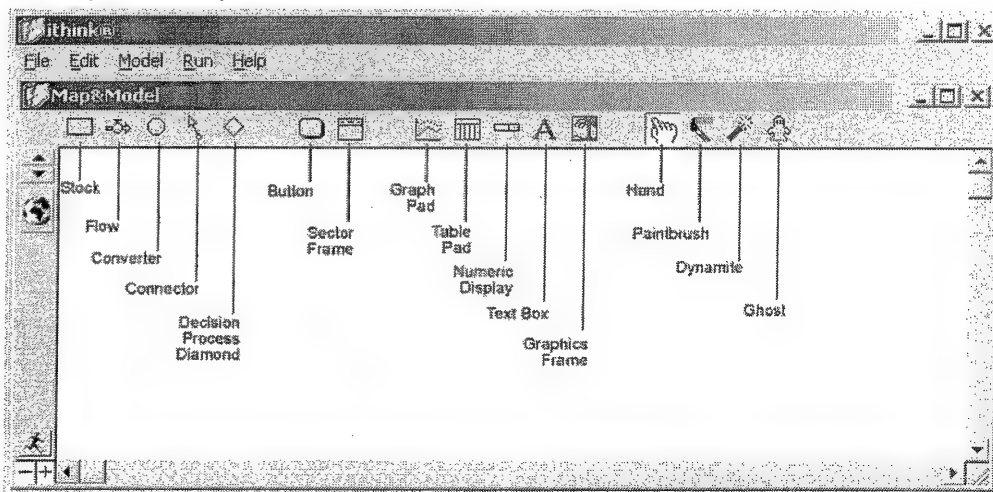 ithink®
File Edit Model Run Help
Map&Model
A
Stock
Button
Graph
Pad
Hand
Flow
Sector
Frame
Table
Pad
Paintbrush
Converter
Numeric
Display
Dynamite
Connector
Text Box
Ghost
Decision
Process
Diamond
Graphics
Frame